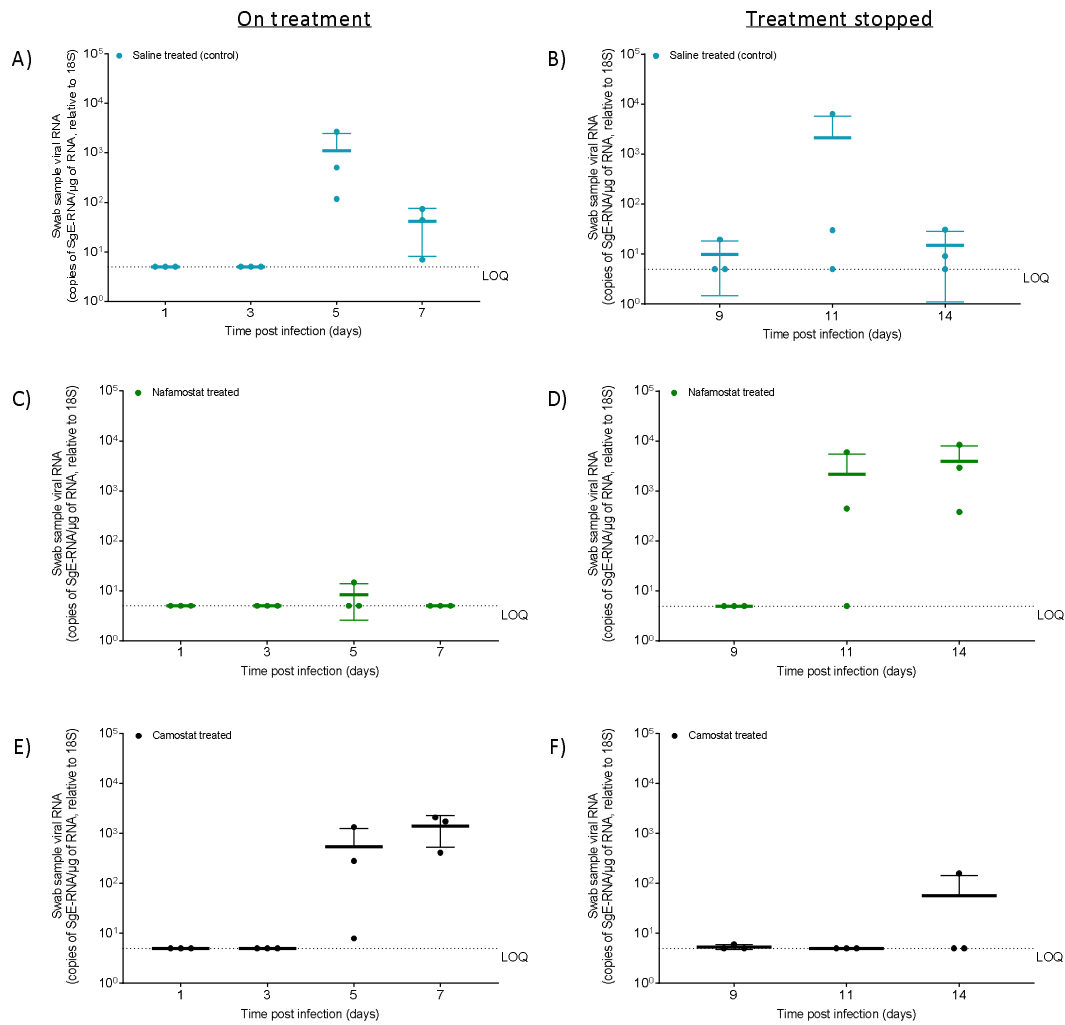 On treatment
Treatment stopped
A)
Saline treated (control)
Swab sample viral RNA
(copies of SgE-RNA/µg of RNA, relative to 18S)
10⁵
10⁴
10³
10²
10¹
10⁰
LOQ
1 3 5 7
Time post infection (days)
B)
Saline treated (control)
Swab sample viral RNA
(copies of SgE-RNA/µg of RNA, relative to 18S)
10⁵
10⁴
10³
10²
10¹
10⁰
LOQ
9 11 14
Time post infection (days)
C)
Nafamostat treated
Swab sample viral RNA
(copies of SgE-RNA/µg of RNA, relative to 18S)
10⁵
10⁴
10³
10²
10¹
10⁰
LOQ
1 3 5 7
Time post infection (days)
D)
Nafamostat treated
Swab sample viral RNA
(copies of SgE-RNA/µg of RNA, relative to 18S)
10⁵
10⁴
10³
10²
10¹
10⁰
LOQ
9 11 14
Time post infection (days)
E)
Camostat treated
Swab sample viral RNA
(copies of SgE-RNA/µg of RNA, relative to 18S)
10⁵
10⁴
10³
10²
10¹
10⁰
LOQ
1 3 5 7
Time post infection (days)
F)
Camostat treated
Swab sample viral RNA
(copies of SgE-RNA/µg of RNA, relative to 18S)
10⁵
10⁴
10³
10²
10¹
10⁰
LOQ
9 11 14
Time post infection (days)